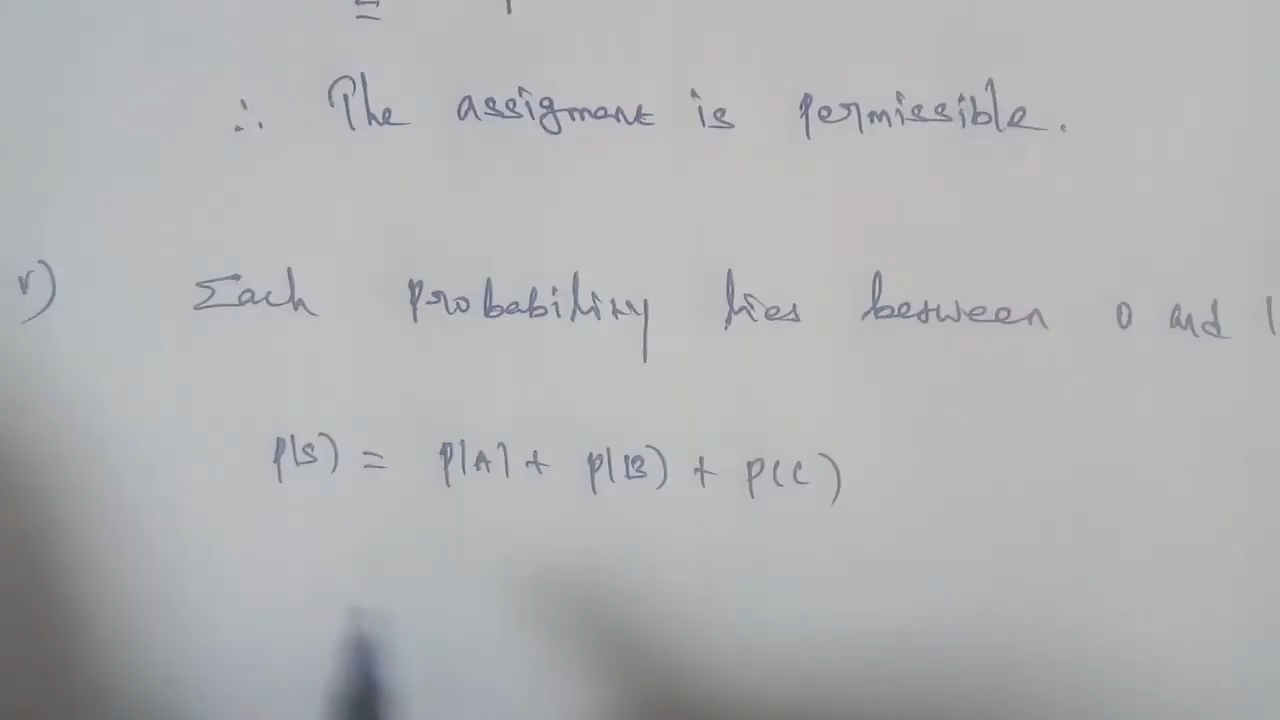 ∴ The assigment is permissible.
v) Each probability lies between 0 and 1
P(S) = P(A) + P(B) + P(C)